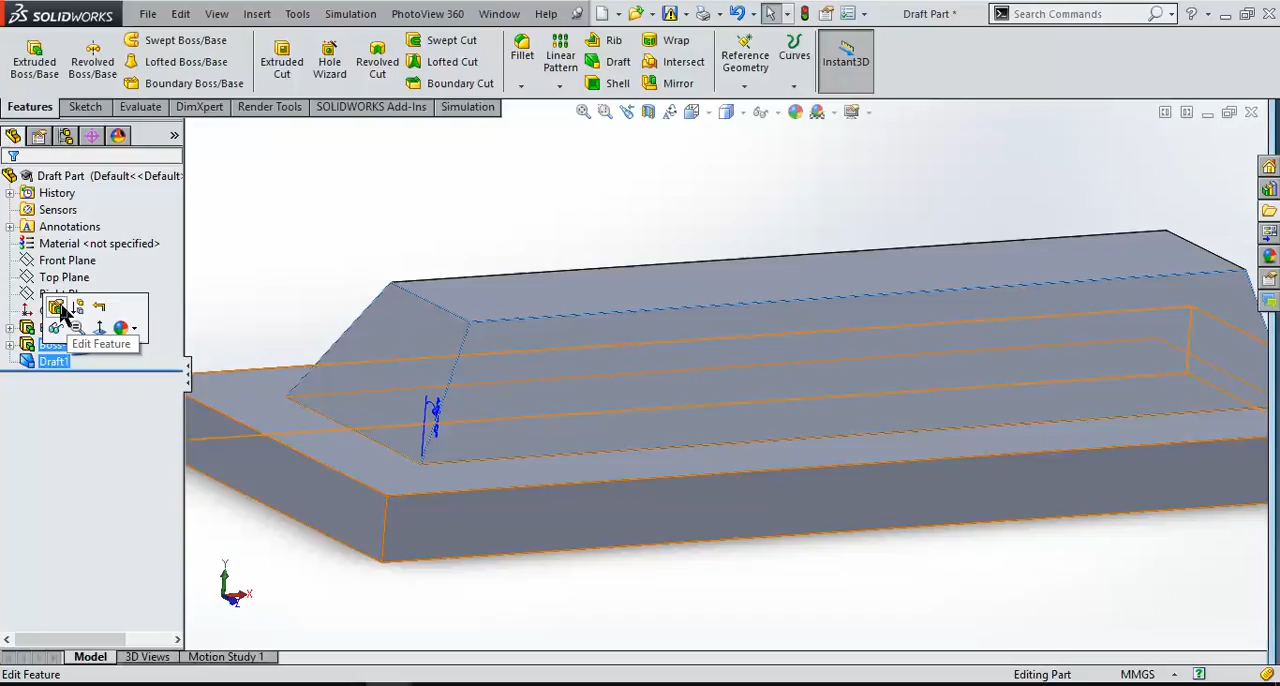 SOLIDWORKS File Edit View Insert Tools Simulation PhotoView 360 Window Help Draft Part * Search Commands
Extruded Boss/Base
Revolved Boss/Base
Swept Boss/Base
Lofted Boss/Base
Boundary Boss/Base
Extruded Cut
Hole Wizard
Revolved Cut
Swept Cut
Lofted Cut
Boundary Cut
Fillet
Linear Pattern
Rib
Draft
Shell
Wrap
Intersect
Mirror
Reference Geometry
Curves
Instant3D
Features Sketch Evaluate DimXpert Render Tools SOLIDWORKS Add-Ins Simulation
Draft Part (Default<<Default>
History
Sensors
Annotations
Material <not specified>
Front Plane
Top Plane
Edit Feature
Draft1
Y
X
Z
Model 3D Views Motion Study 1
Edit Feature Editing Part MMGS